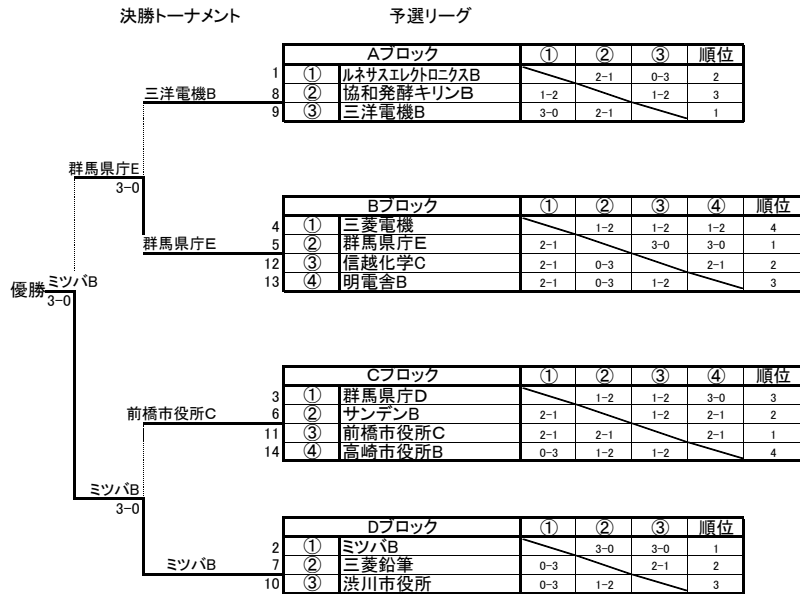 決勝トーナメント 予選リーグ
Aブロック ① ② ③ 順位
1 ① ルネサスエレクトロニクスB 2-1 0-3 2
三洋電機B 8 ② 協和発酵キリンB 1-2 1-2 3
9 ③ 三洋電機B 3-0 2-1 1
群馬県庁E
3-0
Bブロック ① ② ③ ④ 順位
4 ① 三菱電機 1-2 1-2 1-2 4
群馬県庁E 5 ② 群馬県庁E 2-1 3-0 3-0 1
12 ③ 信越化学C 2-1 0-3 2-1 2
13 ④ 明電舎B 2-1 0-3 1-2 3
優勝 ミツバB
3-0
Cブロック ① ② ③ ④ 順位
3 ① 群馬県庁D 1-2 1-2 3-0 3
前橋市役所C 6 ② サンデンB 2-1 1-2 2-1 2
11 ③ 前橋市役所C 2-1 2-1 2-1 1
14 ④ 高崎市役所B 0-3 1-2 1-2 4
ミツバB
3-0
Dブロック ① ② ③ 順位
2 ① ミツバB 3-0 3-0 1
ミツバB 7 ② 三菱鉛筆 0-3 2-1 2
10 ③ 渋川市役所 0-3 1-2 3